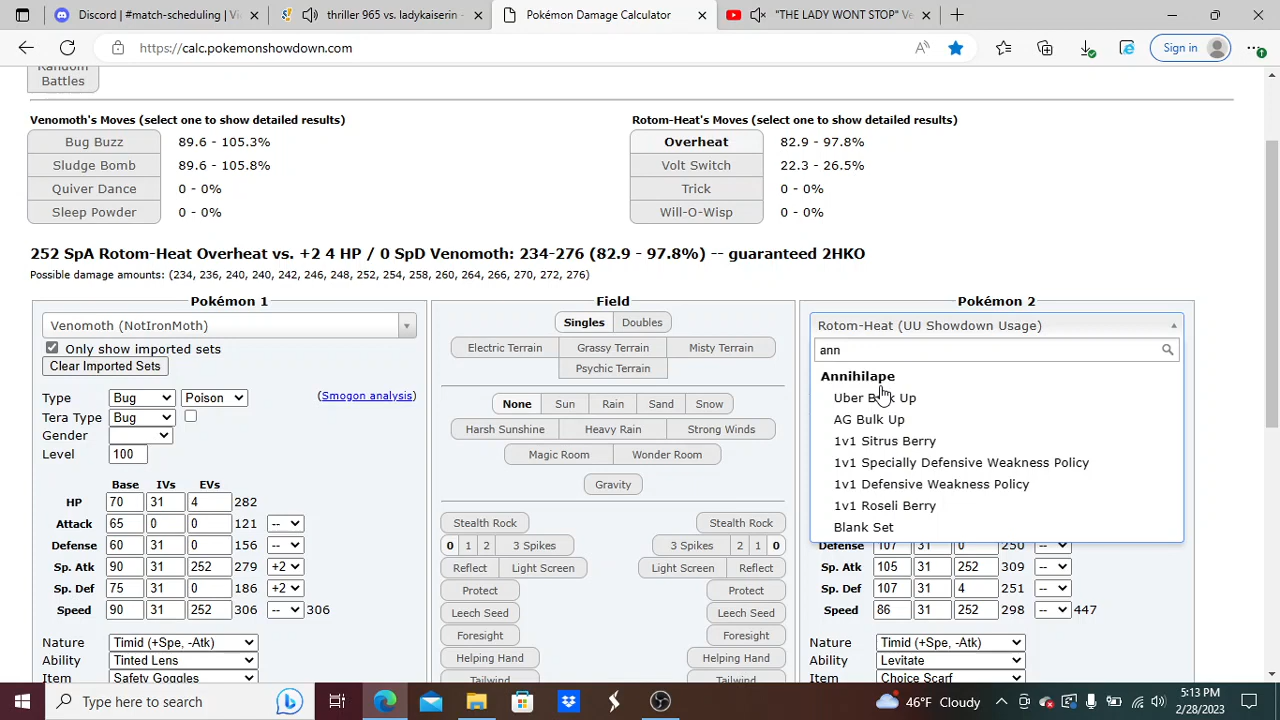 Discord | #match-scheduling | Vi
thriller 965 vs. ladykaiserin -
Pokémon Damage Calculator
"THE LADY WONT STOP" Ve
https://calc.pokemonshowdown.com
Sign in
Random
Battles
Venomoth's Moves (select one to show detailed results)
Bug Buzz 89.6 - 105.3%
Sludge Bomb 89.6 - 105.8%
Quiver Dance 0 - 0%
Sleep Powder 0 - 0%
Rotom-Heat's Moves (select one to show detailed results)
Overheat 82.9 - 97.8%
Volt Switch 22.3 - 26.5%
Trick 0 - 0%
Will-O-Wisp 0 - 0%
252 SpA Rotom-Heat Overheat vs. +2 4 HP / 0 SpD Venomoth: 234-276 (82.9 - 97.8%) -- guaranteed 2HKO
Possible damage amounts: (234, 236, 240, 240, 242, 246, 248, 252, 254, 258, 260, 264, 266, 270, 272, 276)
Pokémon 1
Venomoth (NotIronMoth)
Only show imported sets
Clear Imported Sets
Type Bug Poison (Smogon analysis)
Tera Type Bug
Gender
Level 100
Base IVs EVs
HP 70 31 4 282
Attack 65 0 0 121 --
Defense 60 31 0 156 --
Sp. Atk 90 31 252 279 +2
Sp. Def 75 31 0 186 +2
Speed 90 31 252 306 -- 306
Nature Timid (+Spe, -Atk)
Ability Tinted Lens
Item Safety Goggles
Field
Singles Doubles
Electric Terrain Grassy Terrain Misty Terrain
Psychic Terrain
None Sun Rain Sand Snow
Harsh Sunshine Heavy Rain Strong Winds
Magic Room Wonder Room
Gravity
Stealth Rock Stealth Rock
0 1 2 3 Spikes 3 Spikes 2 1 0
Reflect Light Screen Light Screen Reflect
Protect Protect
Leech Seed Leech Seed
Foresight Foresight
Helping Hand Helping Hand
Tailwind Tailwind
Pokémon 2
Rotom-Heat (UU Showdown Usage)
ann
Annihilape
Uber Bulk Up
AG Bulk Up
1v1 Sitrus Berry
1v1 Specially Defensive Weakness Policy
1v1 Defensive Weakness Policy
1v1 Roseli Berry
Blank Set
Defense 107 31 0 250 --
Sp. Atk 105 31 252 309 --
Sp. Def 107 31 4 251 --
Speed 86 31 252 298 -- 447
Nature Timid (+Spe, -Atk)
Ability Levitate
Item Choice Scarf
Type here to search
46°F Cloudy
5:13 PM
2/28/2023